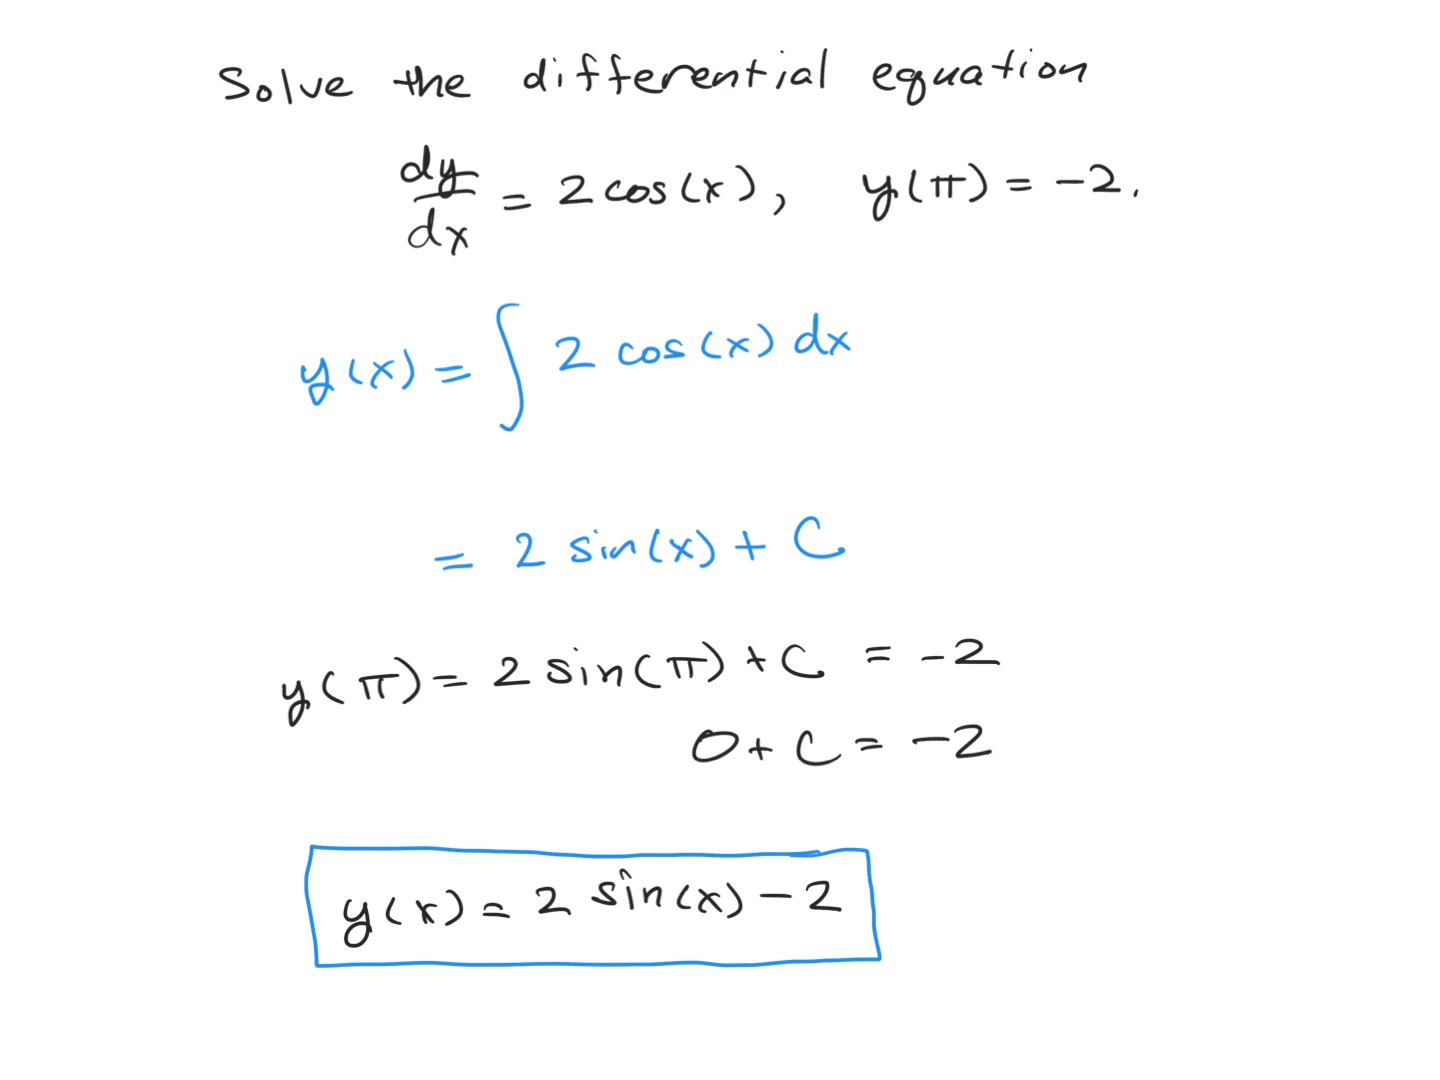 Solve the differential equation
dy/dx = 2 cos(x), y(π) = -2.
y(x) = ∫ 2 cos(x) dx
= 2 sin(x) + C
y(π) = 2 sin(π) + C = -2
0 + C = -2
y(x) = 2 sin(x) - 2